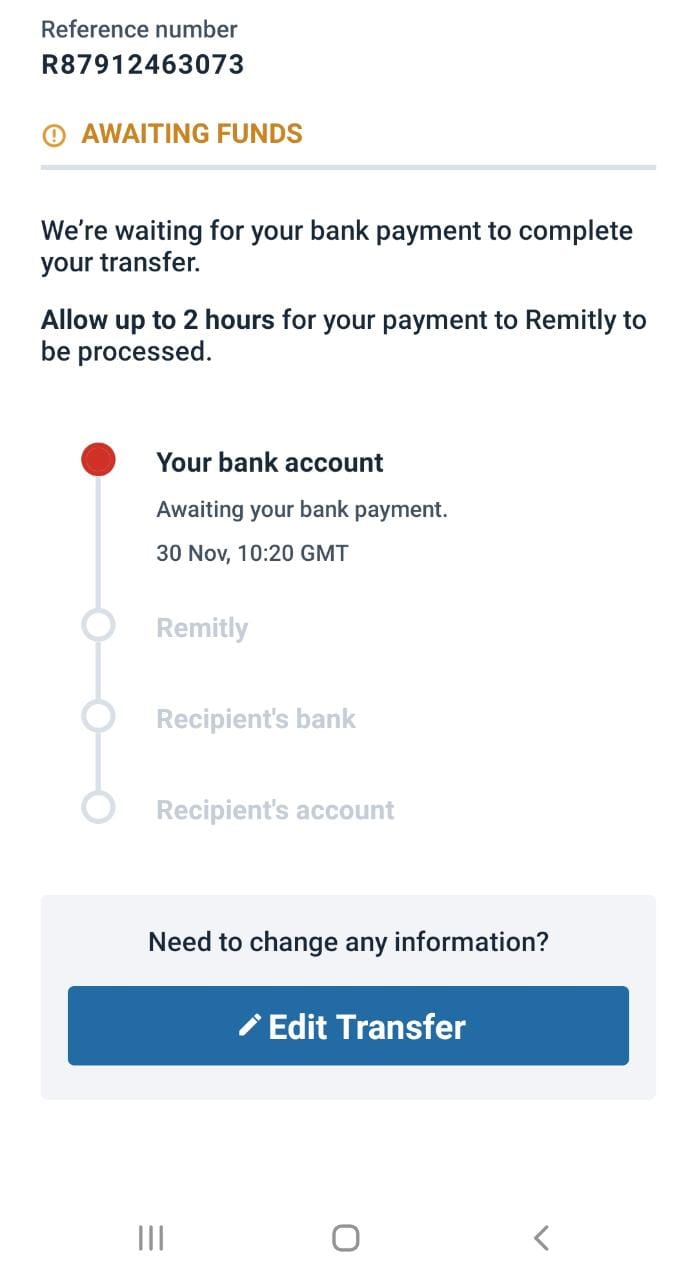 Reference number
R87912463073
AWAITING FUNDS
We’re waiting for your bank payment to complete
your transfer.
Allow up to 2 hours for your payment to Remitly to
be processed.
Your bank account
Awaiting your bank payment.
30 Nov, 10:20 GMT
Remitly
Recipient's bank
Recipient's account
Need to change any information?
Edit Transfer